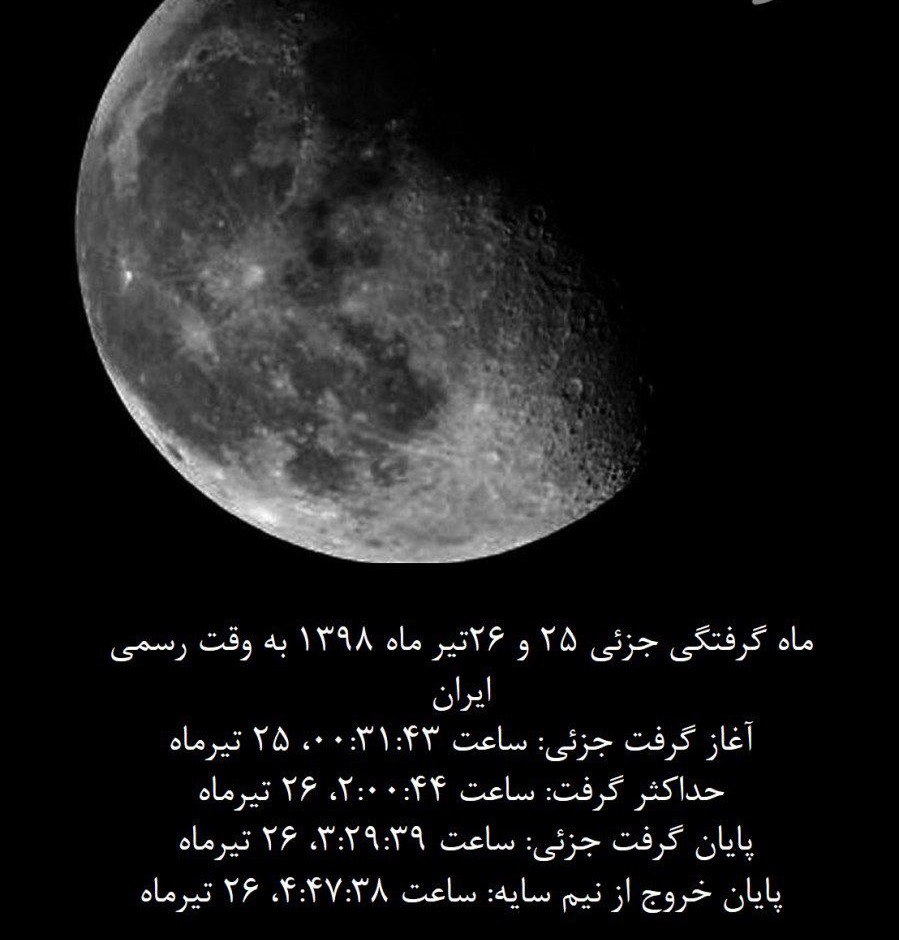 ماه گرفتگی جزئی ۲۵ و ۲۶تیر ماه ۱۳۹۸ به وقت رسمی
ایران
آغاز گرفت جزئی: ساعت ۰۰:۳۱:۴۳، ۲۵ تیرماه
حداکثر گرفت: ساعت ۲:۰۰:۴۴، ۲۶ تیرماه
پایان گرفت جزئی: ساعت ۳:۲۹:۳۹، ۲۶ تیرماه
پایان خروج از نیم سایه: ساعت ۴:۴۷:۳۸، ۲۶ تیرماه